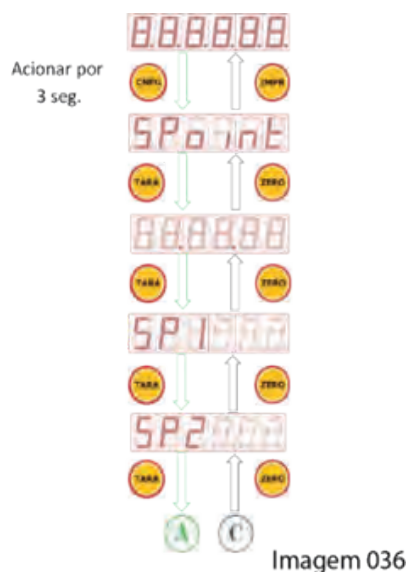 8.8.8.8.8.8.
Acionar por
3 seg.
CNFG
IMPR
SPoint
TARA
ZERO
TARA
ZERO
SP1
TARA
ZERO
SP2
TARA
ZERO
A
C
Imagem 036